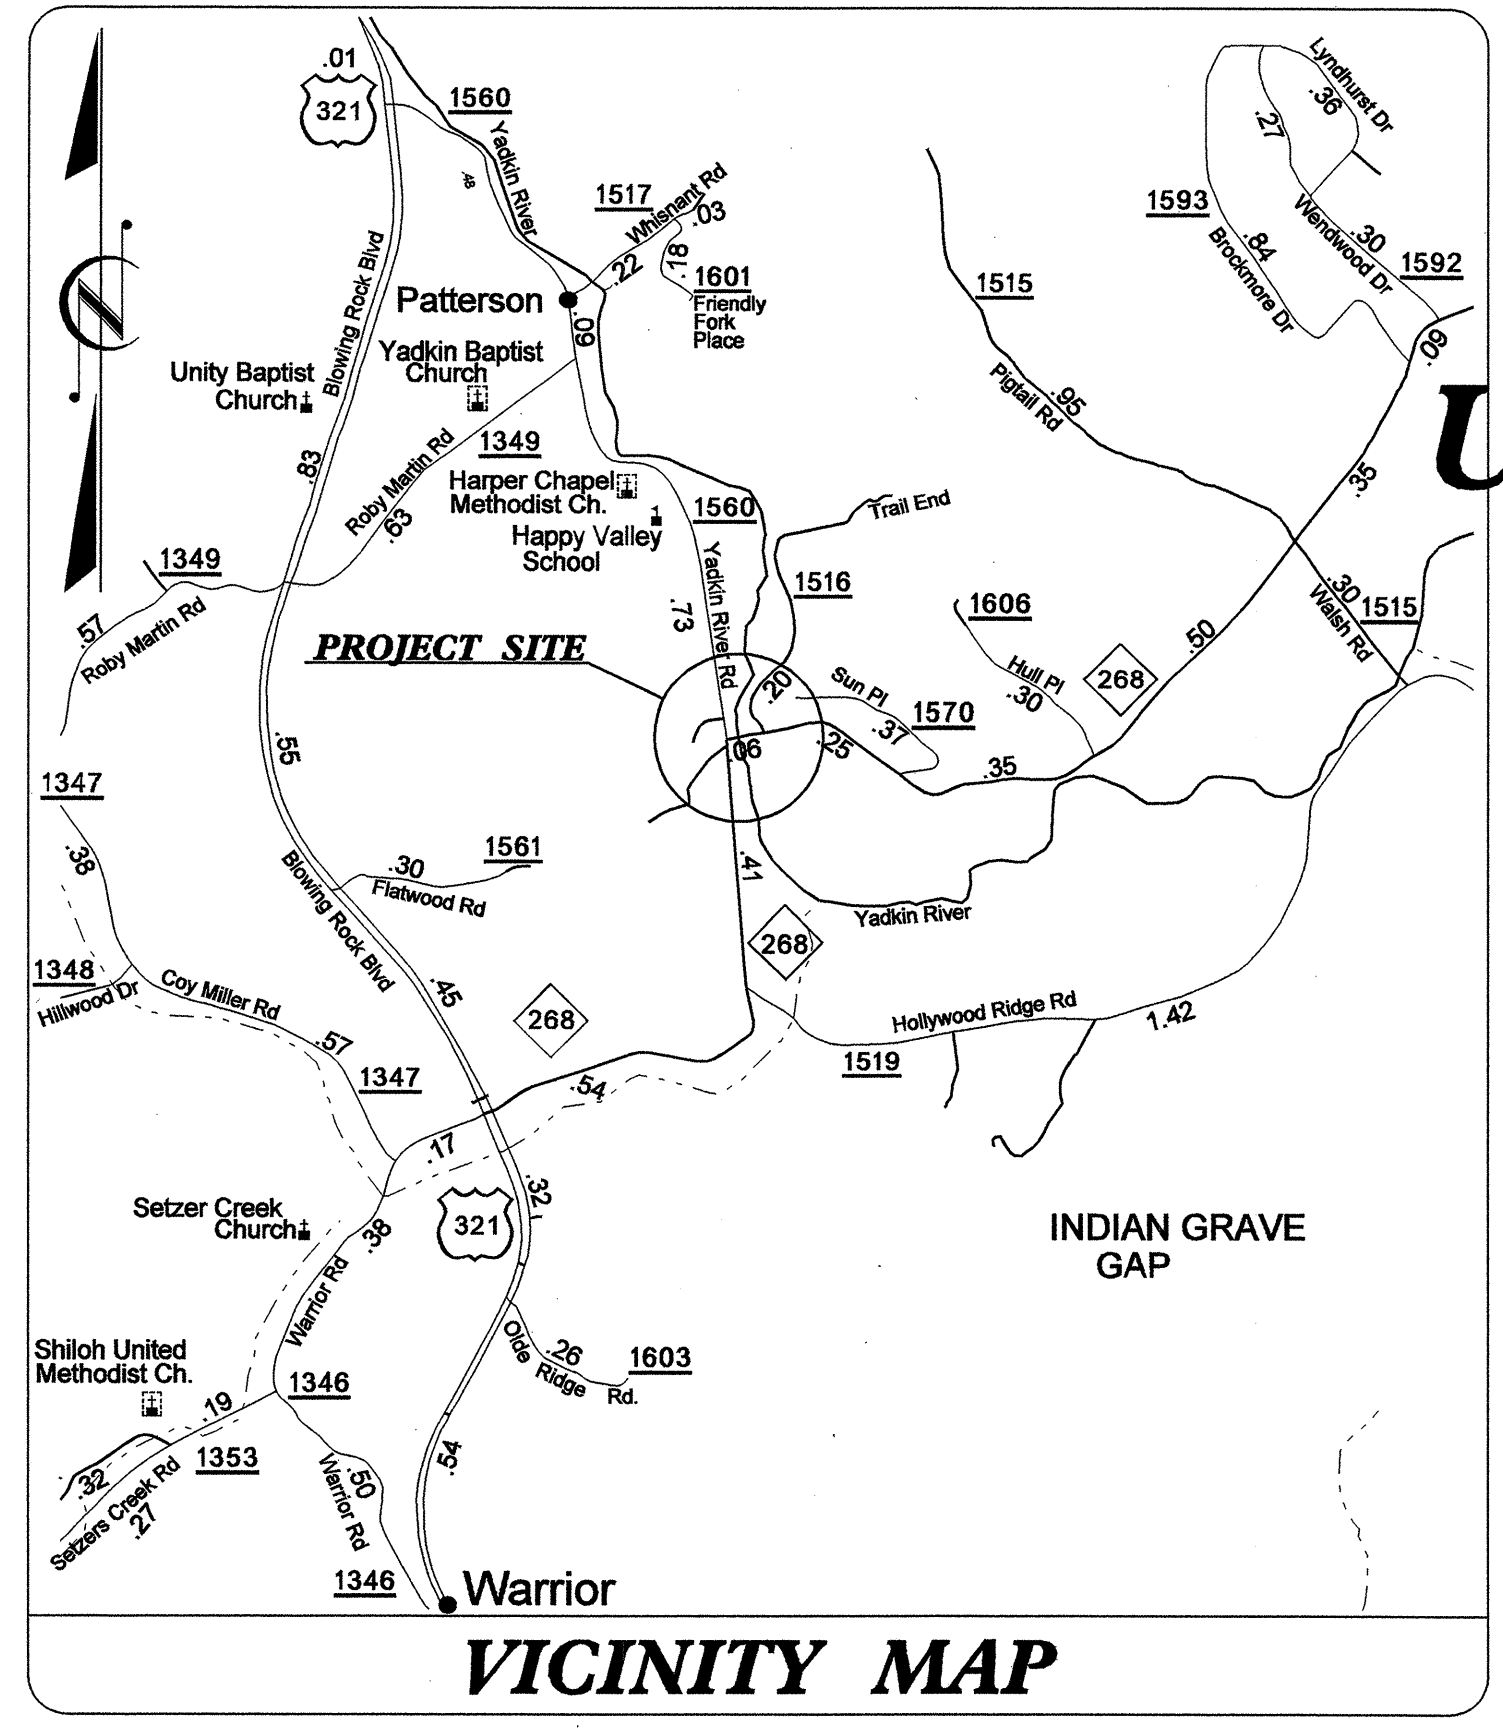 .01
321
1560
Yadkin River
.48
1517
Whisnant Rd
.03
.22
.18
1601
Friendly
Fork
Place
Patterson
.60
Blowing Rock Blvd
Unity Baptist
Church
Yadkin Baptist
Church
1349
Roby Martin Rd
.63
.83
Harper Chapel
Methodist Ch.
Happy Valley
School
1560
Yadkin River Rd
.73
Trail End
1516
1349
.57
Roby Martin Rd
PROJECT SITE
.20
.06
.25
Sun Pl
.37
1570
1606
Hull Pl
.30
.35
268
.50
1515
Pigtail Rd
.95
.35
.30
Walsh Rd
1515
Lyndhurst Dr
.36
.27
1593
.84
Brockmore Dr
Wendwood Dr
.30
1592
.09
U
.55
1347
.38
1561
.30
Flatwood Rd
Blowing Rock Blvd
.41
268
Yadkin River
1348
Hillwood Dr
Coy Miller Rd
.57
1347
.45
268
.54
Hollywood Ridge Rd
1.42
1519
.17
.32
321
Setzer Creek
Church
.38
Warrior Rd
INDIAN GRAVE
GAP
Olde Ridge Rd.
.26
1603
Shiloh United
Methodist Ch.
1346
.19
1353
.32
Setzers Creek Rd
.27
.50
Warrior Rd
.54
1346
Warrior
VICINITY MAP